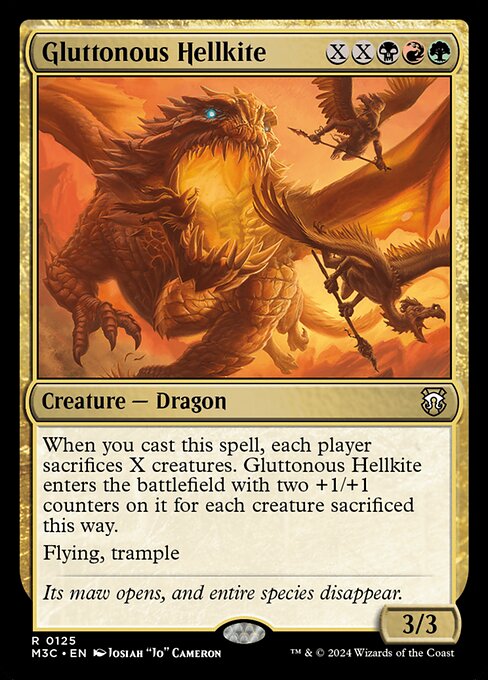 Gluttonous Hellkite X X
Creature — Dragon
When you cast this spell, each player
sacrifices X creatures. Gluttonous Hellkite
enters the battlefield with two +1/+1
counters on it for each creature sacrificed
this way.
Flying, trample
Its maw opens, and entire species disappear.
3/3
R 0125
M3C • EN Josiah "Jo" Cameron ™ & © 2024 Wizards of the Coast